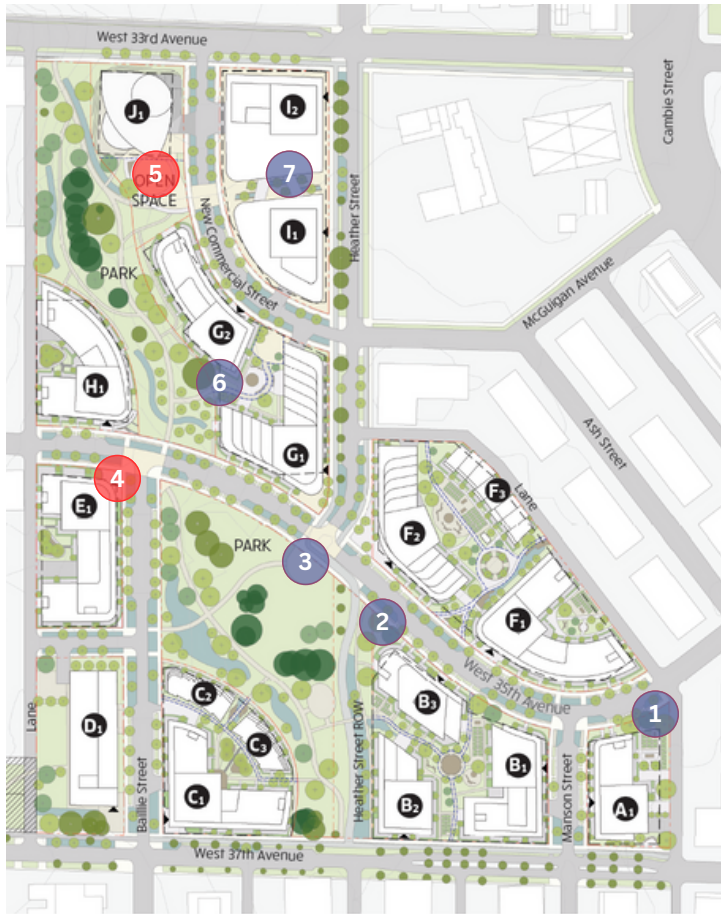 West 33rd Avenue
Cambie Street
J1
I2
5
OPEN
SPACE
7
I1
New Commercial Street
Heather Street
PARK
McGuigan Avenue
G2
H1
6
Ash Street
G1
4
E1
F3
Lane
F2
PARK
3
F1
2
West 35th Avenue
C2
B3
1
C3
D1
Lane
B1
C1
B2
A1
Baillie Street
Heather Street ROW
Manson Street
West 37th Avenue